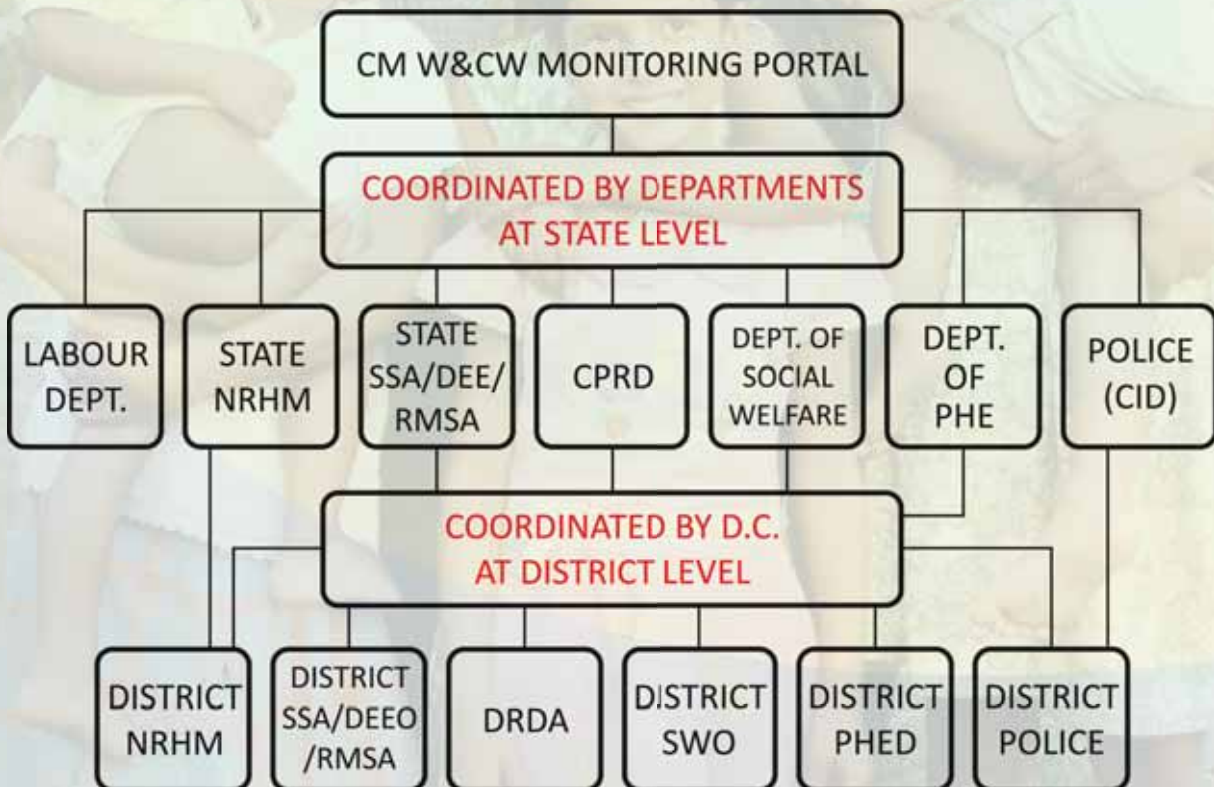 CM W&CW MONITORING PORTAL
COORDINATED BY DEPARTMENTS
AT STATE LEVEL
LABOUR
DEPT.
STATE
NRHM
STATE
SSA/DEE/
RMSA
CPRD
DEPT. OF
SOCIAL
WELFARE
DEPT.
OF
PHE
POLICE
(CID)
COORDINATED BY D.C.
AT DISTRICT LEVEL
DISTRICT
NRHM
DISTRICT
SSA/DEEO
/RMSA
DRDA
DISTRICT
SWO
DISTRICT
PHED
DISTRICT
POLICE